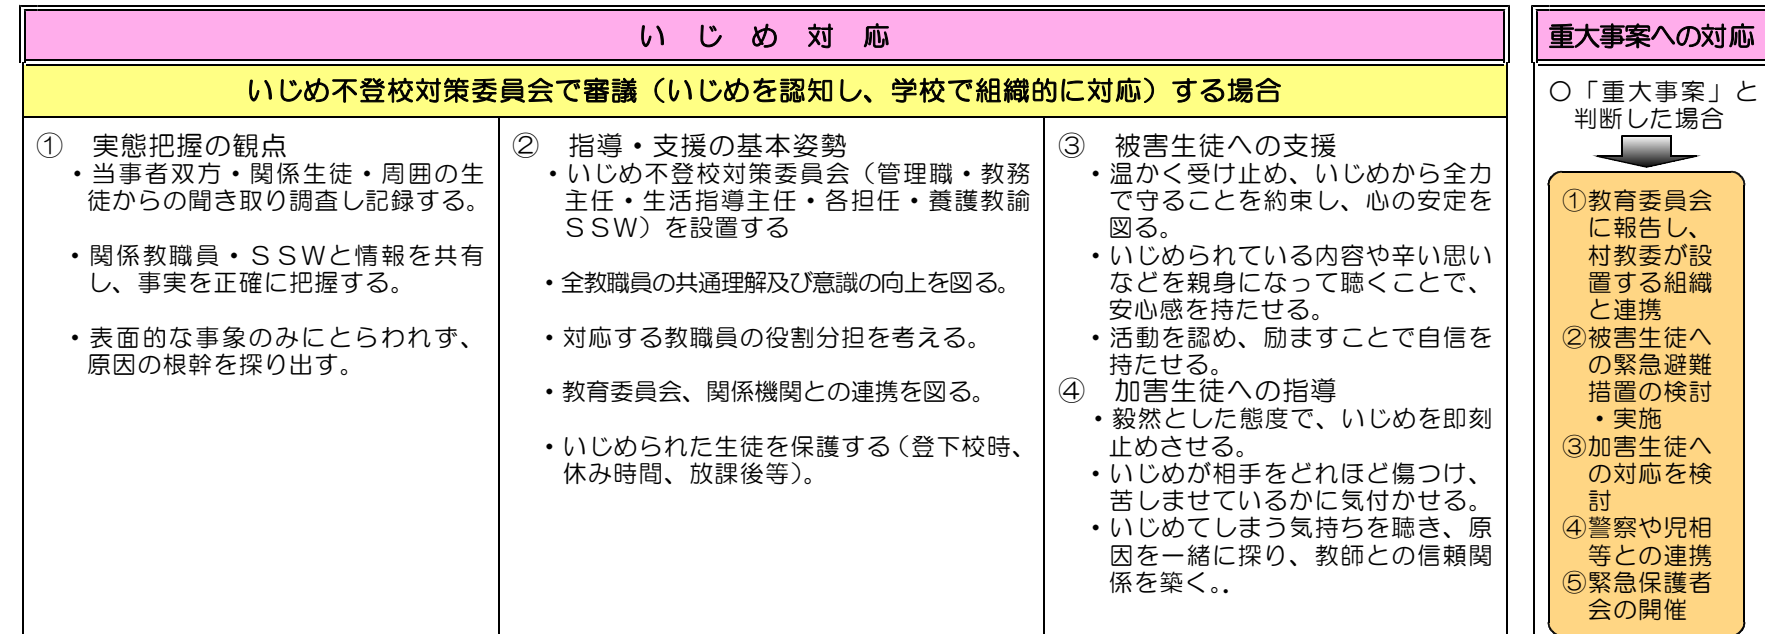 いじめ対応
いじめ不登校対策委員会で審議（いじめを認知し、学校で組織的に対応）する場合
①　実態把握の観点
・当事者双方・関係生徒・周囲の生
徒からの聞き取り調査し記録する。
・関係教職員・ＳＳＷと情報を共有
し、事実を正確に把握する。
・表面的な事象のみにとらわれず、
原因の根幹を探り出す。
②　指導・支援の基本姿勢
・いじめ不登校対策委員会（管理職・教務
主任・生活指導主任・各担任・養護教諭
ＳＳＷ）を設置する
・全教職員の共通理解及び意識の向上を図る。
・対応する教職員の役割分担を考える。
・教育委員会、関係機関との連携を図る。
・いじめられた生徒を保護する（登下校時、
休み時間、放課後等）。
③　被害生徒への支援
・温かく受け止め、いじめから全力
で守ることを約束し、心の安定を
図る。
・いじめられている内容や辛い思い
などを親身になって聴くことで、
安心感を持たせる。
・活動を認め、励ますことで自信を
持たせる。
④　加害生徒への指導
・毅然とした態度で、いじめを即刻
止めさせる。
・いじめが相手をどれほど傷つけ、
苦しませているかに気付かせる。
・いじめてしまう気持ちを聴き、原
因を一緒に探り、教師との信頼関
係を築く。.
重大事案への対応
○「重大事案」と
判断した場合
①教育委員会
に報告し、
村教委が設
置する組織
と連携
②被害生徒へ
の緊急避難
措置の検討
・実施
③加害生徒へ
の対応を検
討
④警察や児相
等との連携
⑤緊急保護者
会の開催